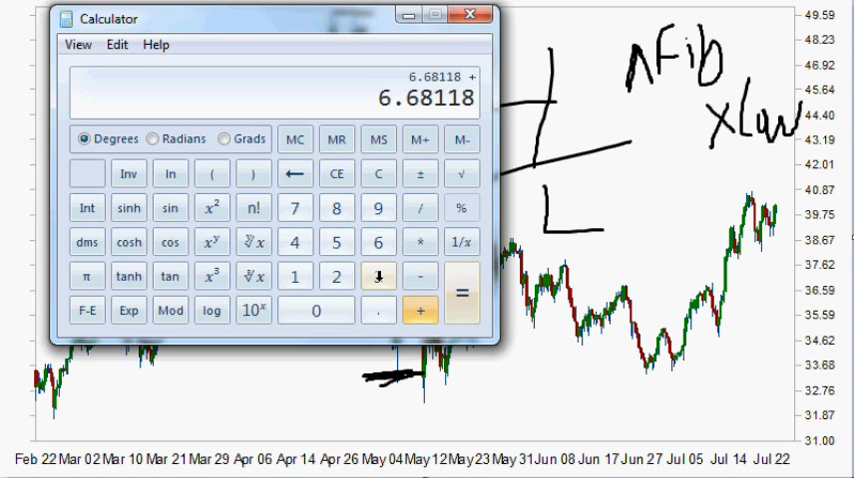 Calculator
View Edit Help
6.68118 +
6.68118
Degrees Radians Grads MC MR MS M+ M-
Inv ln ( ) ← CE C ± √
Int sinh sin x² n! 7 8 9 / %
dms cosh cos xʸ ʸ√x 4 5 6 * 1/x
π tanh tan x³ ³√x 1 2 - =
F-E Exp Mod log 10ˣ 0 . +
^Fib
L
49.59
48.23
46.92
45.64
44.40
43.19
42.01
40.87
39.75
38.67
37.62
36.59
35.59
34.62
33.68
32.76
31.87
31.00
Feb 22 Mar 02 Mar 10 Mar 21 Mar 29 Apr 06 Apr 14 Apr 26 May 04 May 12 May 23 May 31 Jun 08 Jun 17 Jun 27 Jul 05 Jul 14 Jul 22